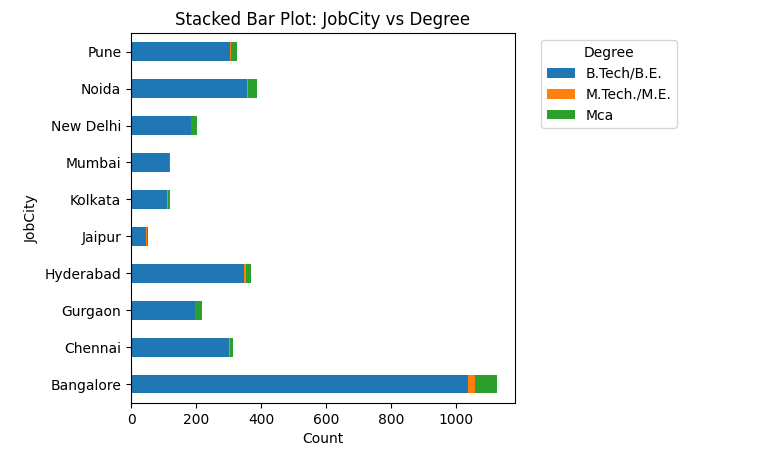 Stacked Bar Plot: JobCity vs Degree
Pune
Noida
New Delhi
Mumbai
Kolkata
Jaipur
Hyderabad
Gurgaon
Chennai
Bangalore
JobCity
0 200 400 600 800 1000
Count
Degree
B.Tech/B.E.
M.Tech./M.E.
Mca